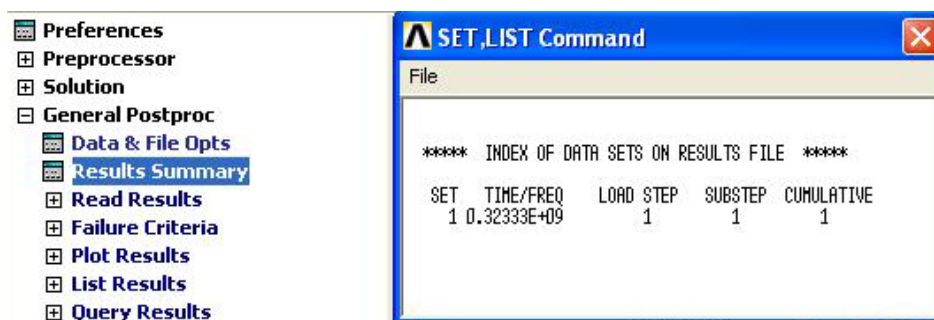 Preferences
Preprocessor
Solution
General Postproc
Data & File Opts
Results Summary
Read Results
Failure Criteria
Plot Results
List Results
Query Results
SET,LIST Command
File
***** INDEX OF DATA SETS ON RESULTS FILE *****
SET TIME/FREQ LOAD STEP SUBSTEP CUMULATIVE
1 0.32333E+09 1 1 1